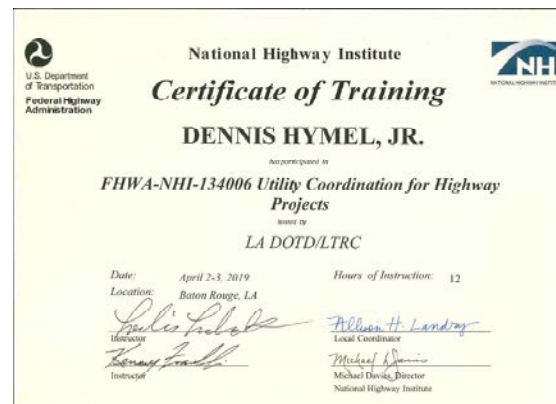 U.S. Department
of Transportation
Federal Highway
Administration
National Highway Institute
NHI
NATIONAL HIGHWAY INSTITUTE
Certificate of Training
DENNIS HYMEL, JR.
has participated in
FHWA-NHI-134006 Utility Coordination for Highway
Projects
hosted by
LA DOTD/LTRC
Date: April 2-3, 2019
Hours of Instruction: 12
Location: Baton Rouge, LA
Allison H. Landry
Instructor
Local Coordinator
Instructor
Michael Davies, Director
National Highway Institute